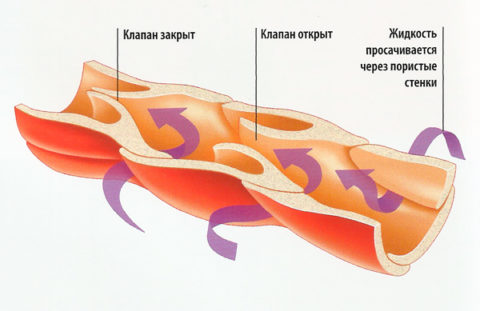 Клапан закрыт
Клапан открыт
Жидкость
просачивается
через пористые
стенки